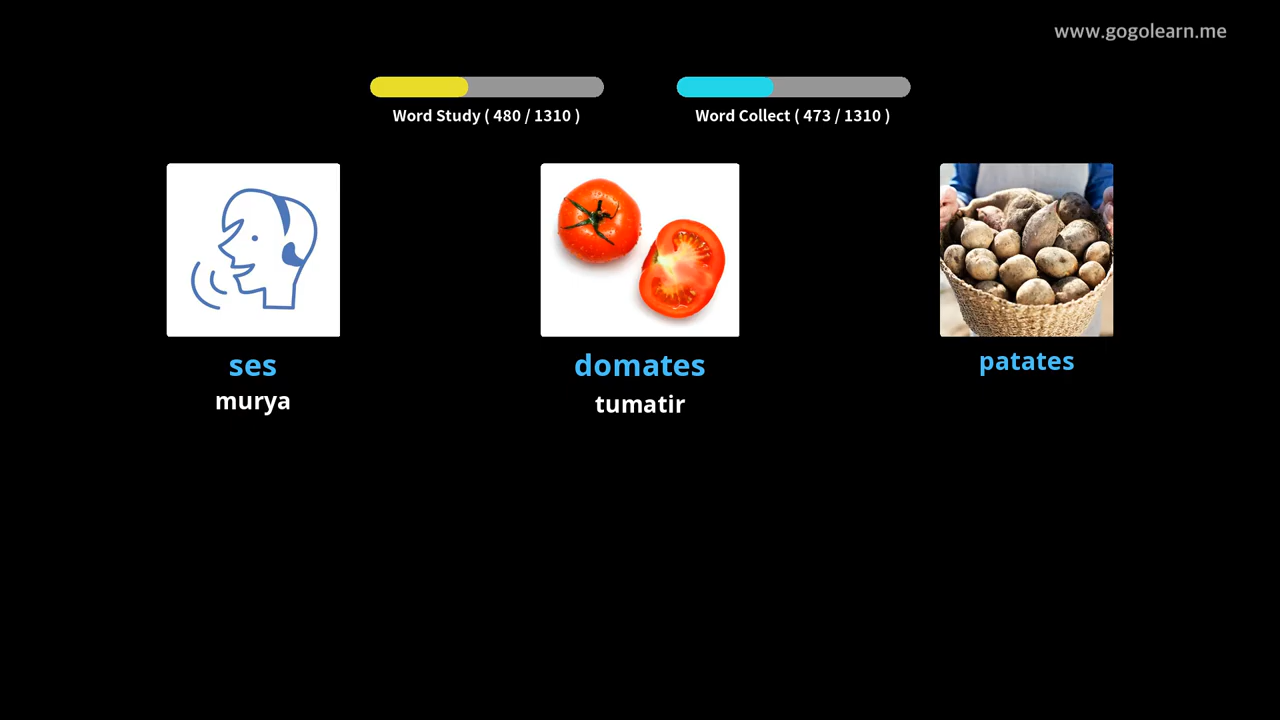 www.gogolearn.me
Word Study ( 480 / 1310 )
Word Collect ( 473 / 1310 )
ses
murya
domates
tumatir
patates